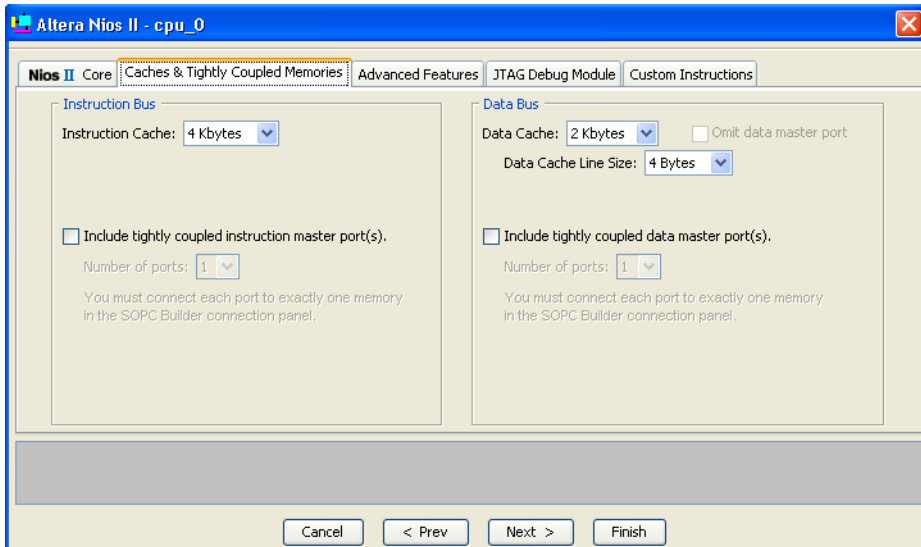 Altera Nios II - cpu_0
Nios II Core
Caches & Tightly Coupled Memories
Advanced Features
JTAG Debug Module
Custom Instructions
Instruction Bus
Instruction Cache: 4 Kbytes
Include tightly coupled instruction master port(s).
Number of ports: 1
You must connect each port to exactly one memory
in the SOPC Builder connection panel.
Data Bus
Data Cache: 2 Kbytes
Omit data master port
Data Cache Line Size: 4 Bytes
Include tightly coupled data master port(s).
Number of ports: 1
You must connect each port to exactly one memory
in the SOPC Builder connection panel.
Cancel
< Prev
Next >
Finish